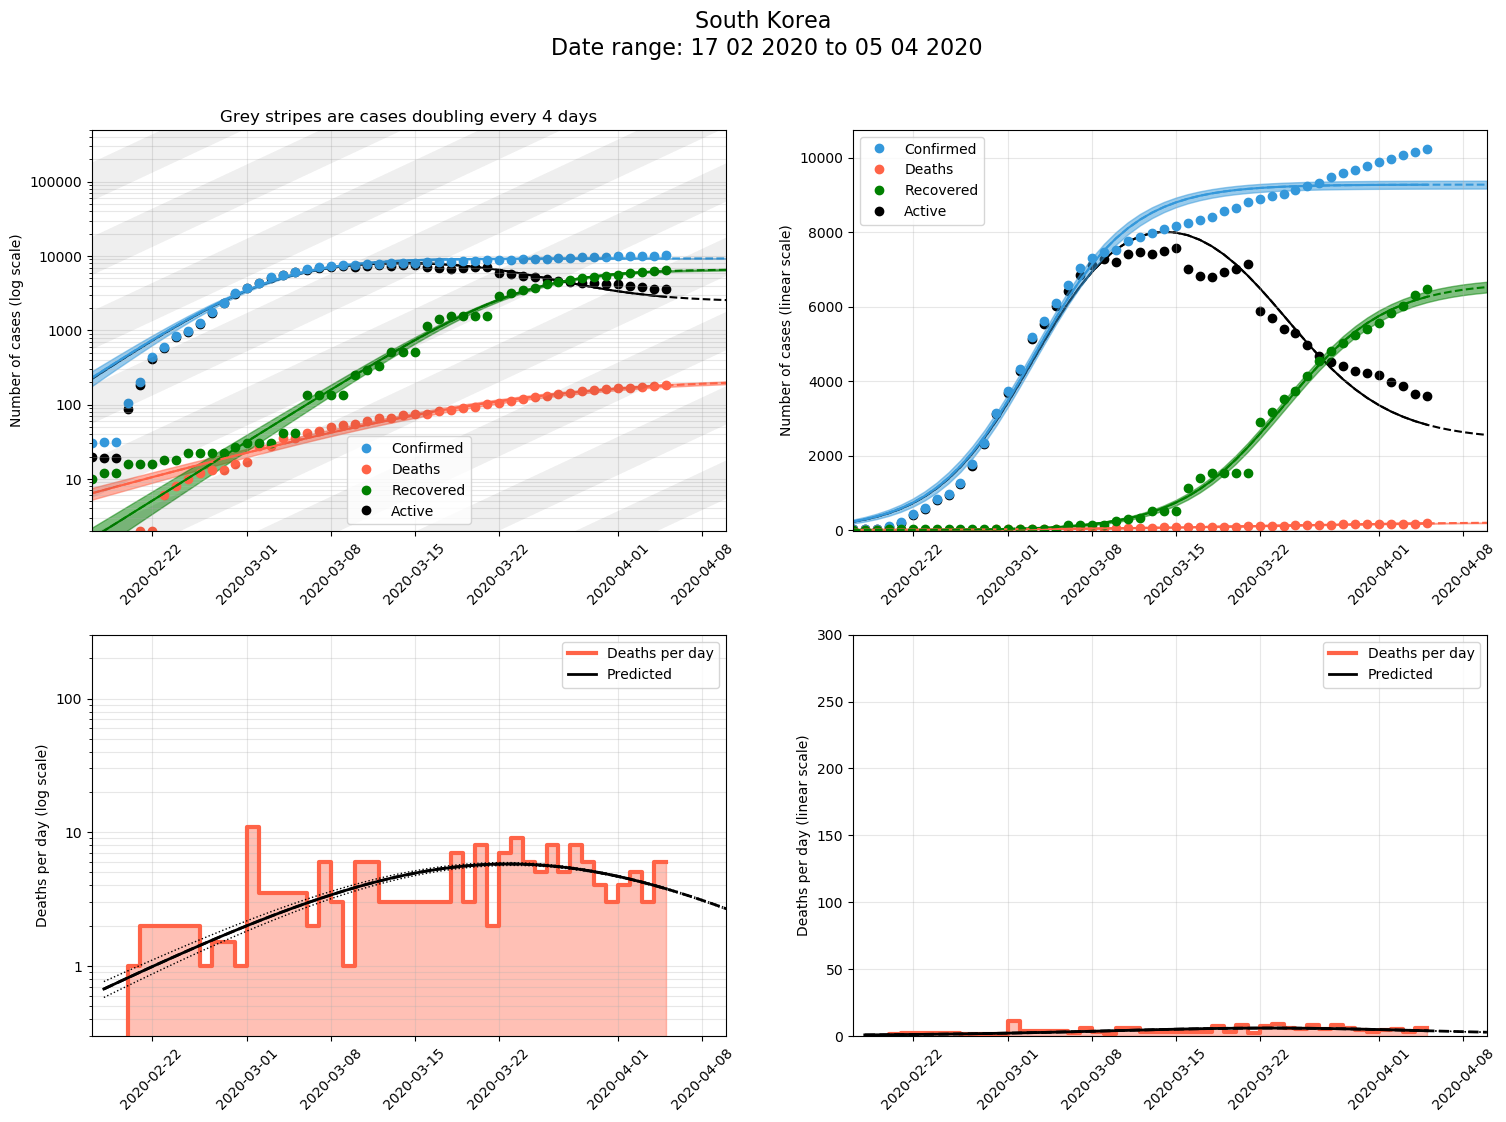 South Korea
Date range: 17 02 2020 to 05 04 2020
Grey stripes are cases doubling every 4 days
Number of cases (log scale)
100000
10000
1000
100
10
Confirmed
Deaths
Recovered
Active
2020-02-22
2020-03-01
2020-03-08
2020-03-15
2020-03-22
2020-04-01
2020-04-08
Number of cases (linear scale)
10000
8000
6000
4000
2000
0
Confirmed
Deaths
Recovered
Active
2020-02-22
2020-03-01
2020-03-08
2020-03-15
2020-03-22
2020-04-01
2020-04-08
Deaths per day (log scale)
100
10
1
Deaths per day
Predicted
2020-02-22
2020-03-01
2020-03-08
2020-03-15
2020-03-22
2020-04-01
2020-04-08
Deaths per day (linear scale)
300
250
200
150
100
50
0
Deaths per day
Predicted
2020-02-22
2020-03-01
2020-03-08
2020-03-15
2020-03-22
2020-04-01
2020-04-08